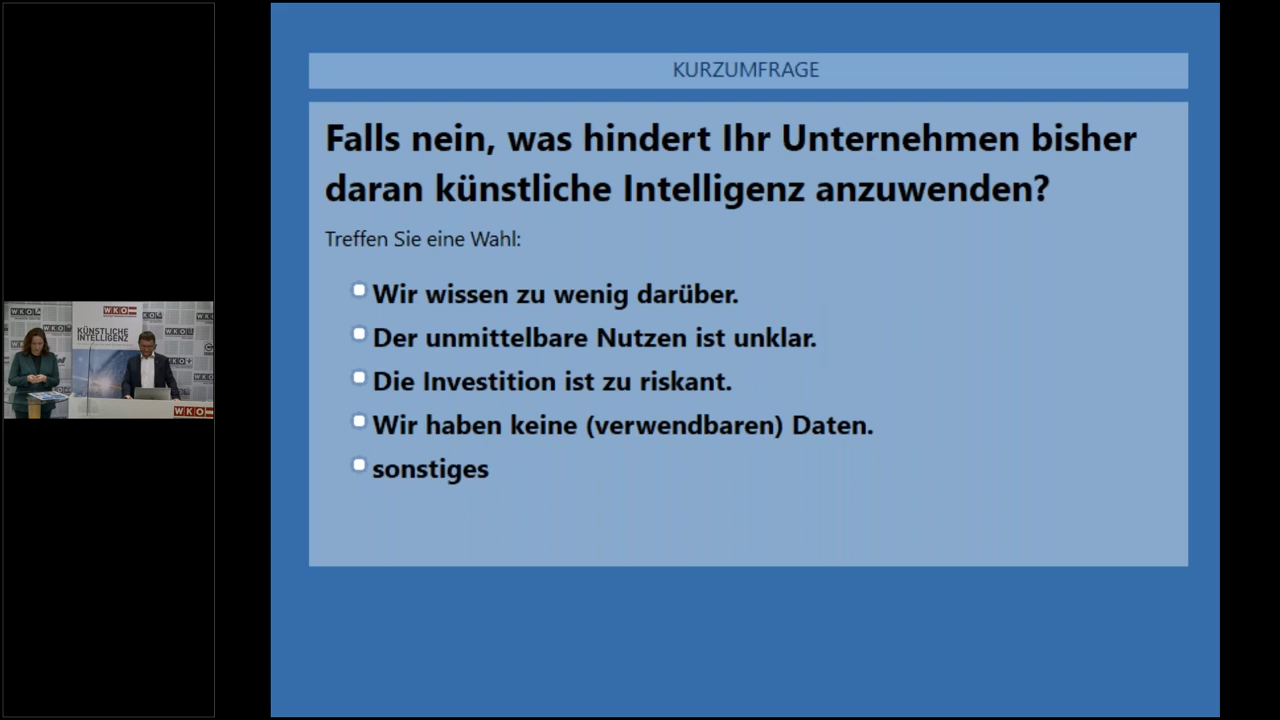 KURZUMFRAGE
Falls nein, was hindert Ihr Unternehmen bisher
daran künstliche Intelligenz anzuwenden?
Treffen Sie eine Wahl:
Wir wissen zu wenig darüber.
Der unmittelbare Nutzen ist unklar.
Die Investition ist zu riskant.
Wir haben keine (verwendbaren) Daten.
sonstiges
WKO
KÜNSTLICHE
INTELLIGENZ
WKO